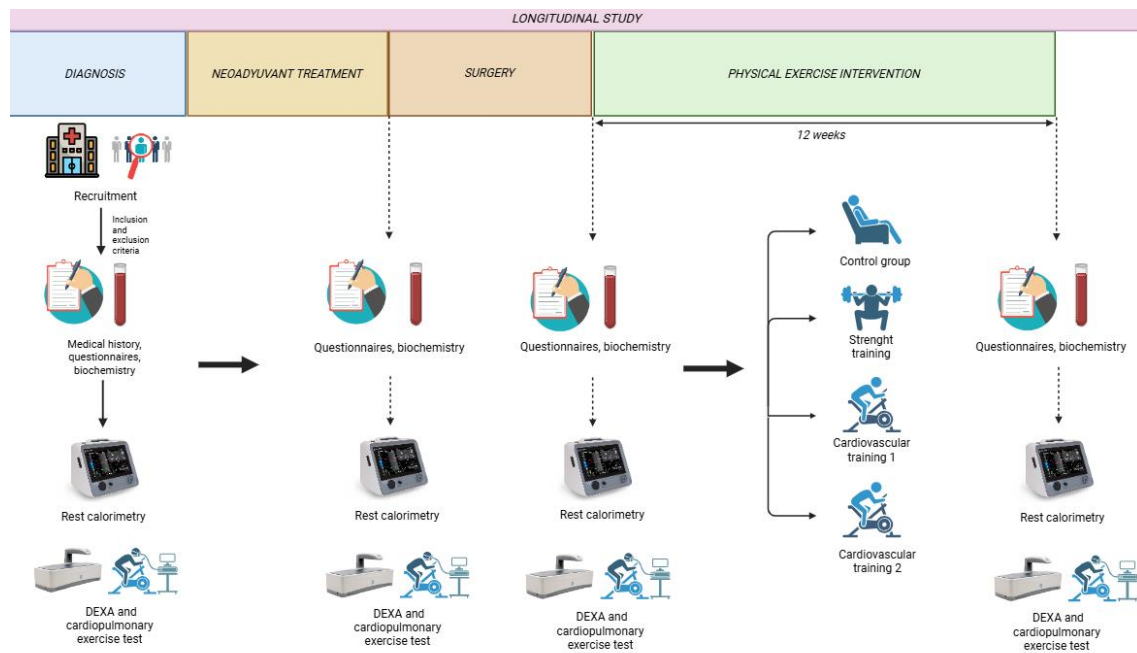 LONGITUDINAL STUDY
DIAGNOSIS
NEOADYUVANT TREATMENT
SURGERY
PHYSICAL EXERCISE INTERVENTION
12 weeks
Recruitment
Inclusion
and
exclusion
criteria
Medical history,
questionnaires,
biochemistry
Rest calorimetry
DEXA and
cardiopulmonary
exercise test
Questionnaires, biochemistry
Rest calorimetry
DEXA and
cardiopulmonary
exercise test
Questionnaires, biochemistry
Rest calorimetry
DEXA and
cardiopulmonary
exercise test
Control group
Strenght
training
Cardiovascular
training 1
Cardiovascular
training 2
Questionnaires, biochemistry
Rest calorimetry
DEXA and
cardiopulmonary
exercise test